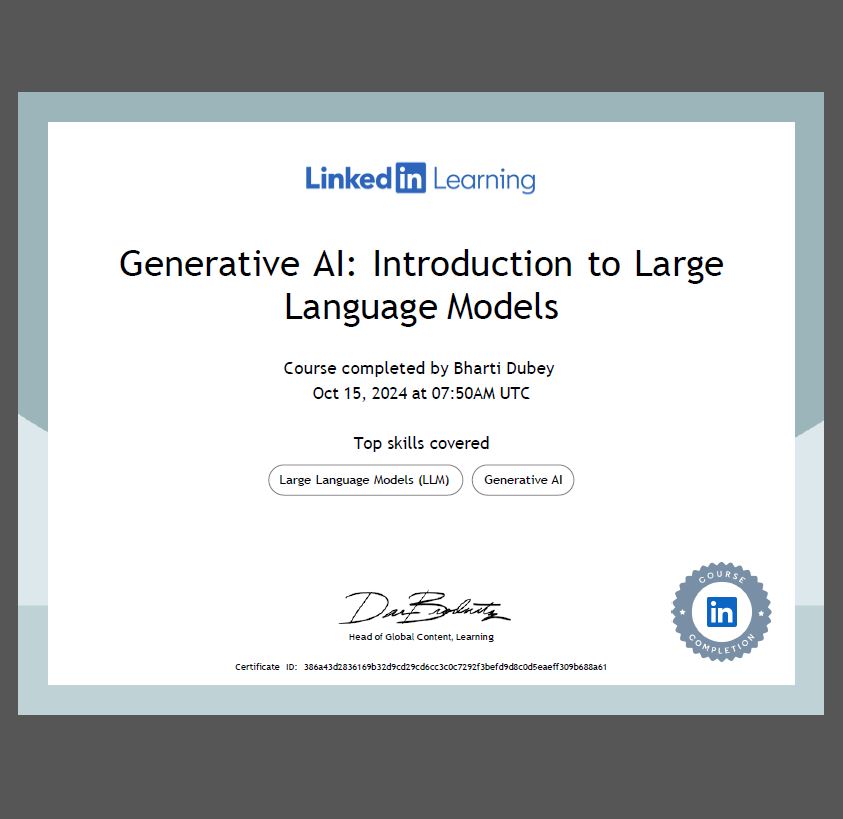 Linked in Learning
Generative AI: Introduction to Large
Language Models
Course completed by Bharti Dubey
Oct 15, 2024 at 07:50AM UTC
Top skills covered
Large Language Models (LLM) Generative AI
Head of Global Content, Learning
COURSE
in
COMPLETION
Certificate ID: 386a43d2836169b32d9cd29cd6cc3c0c7292f3befd9d8c0d5eaeff309b688a61